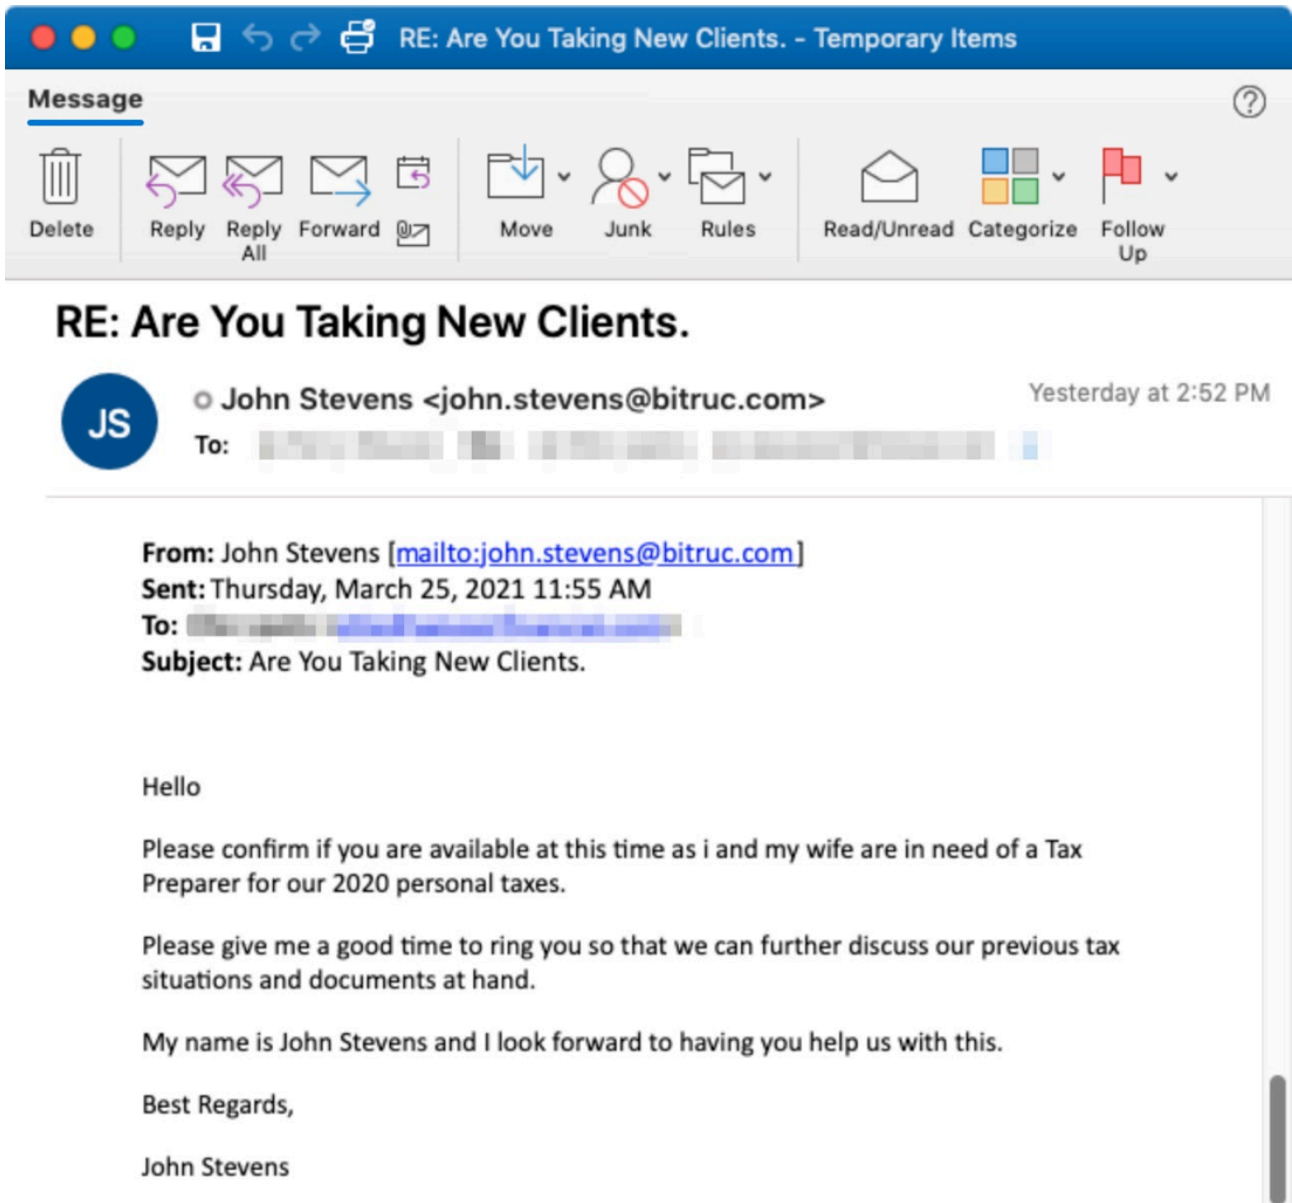 RE: Are You Taking New Clients. – Temporary Items
Message
Delete
Reply
Reply All
Forward
Move
Junk
Rules
Read/Unread
Categorize
Follow Up
RE: Are You Taking New Clients.
JS
John Stevens <john.stevens@bitruc.com>
Yesterday at 2:52 PM
To:
From: John Stevens [mailto:john.stevens@bitruc.com]
Sent: Thursday, March 25, 2021 11:55 AM
To:
Subject: Are You Taking New Clients.
Hello
Please confirm if you are available at this time as i and my wife are in need of a Tax
Preparer for our 2020 personal taxes.
Please give me a good time to ring you so that we can further discuss our previous tax
situations and documents at hand.
My name is John Stevens and I look forward to having you help us with this.
Best Regards,
John Stevens